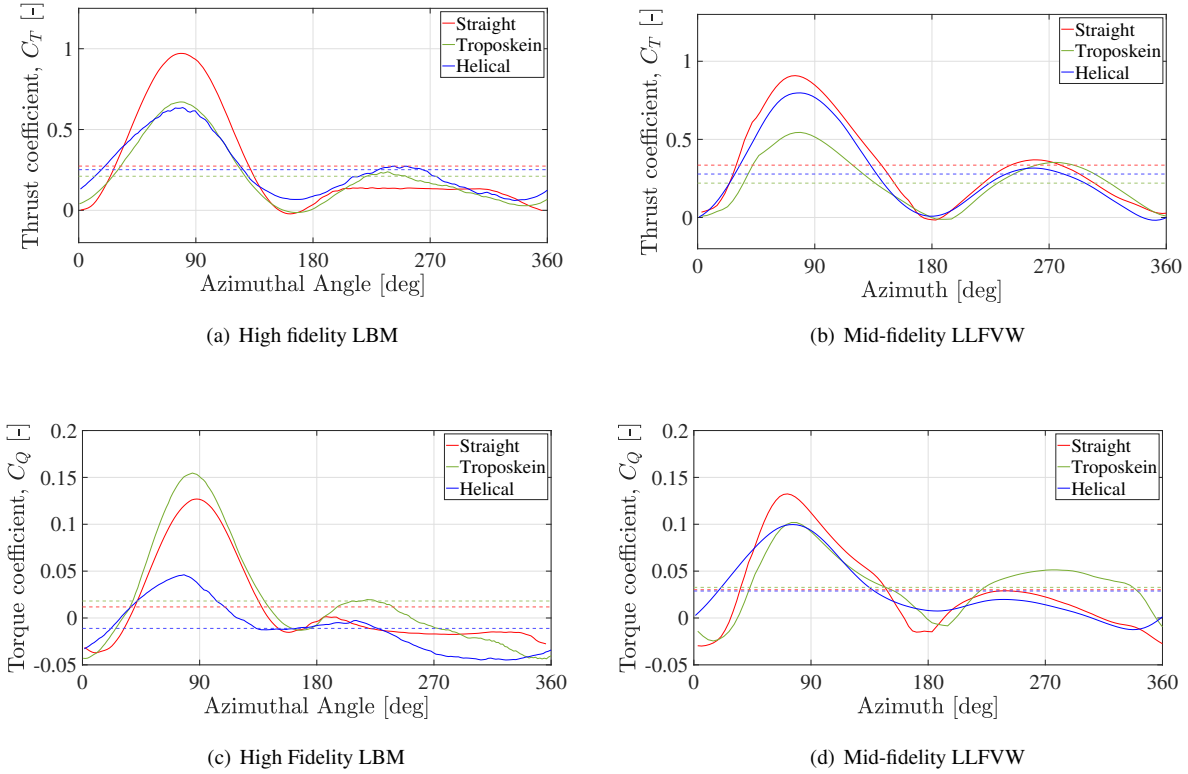 Thrust coefficient, C_T [-]
1
0.5
0
0 90 180 270 360
Azimuthal Angle [deg]
Straight
Troposkein
Helical
(a) High fidelity LBM
Thrust coefficient, C_T [-]
1
0.5
0
0 90 180 270 360
Azimuth [deg]
Straight
Troposkein
Helical
(b) Mid-fidelity LLFVW
Torque coefficient, C_Q [-]
0.2
0.15
0.1
0.05
0
-0.05
0 90 180 270 360
Azimuthal Angle [deg]
Straight
Troposkein
Helical
(c) High Fidelity LBM
Torque coefficient, C_Q [-]
0.2
0.15
0.1
0.05
0
-0.05
0 90 180 270 360
Azimuth [deg]
Straight
Troposkein
Helical
(d) Mid-fidelity LLFVW